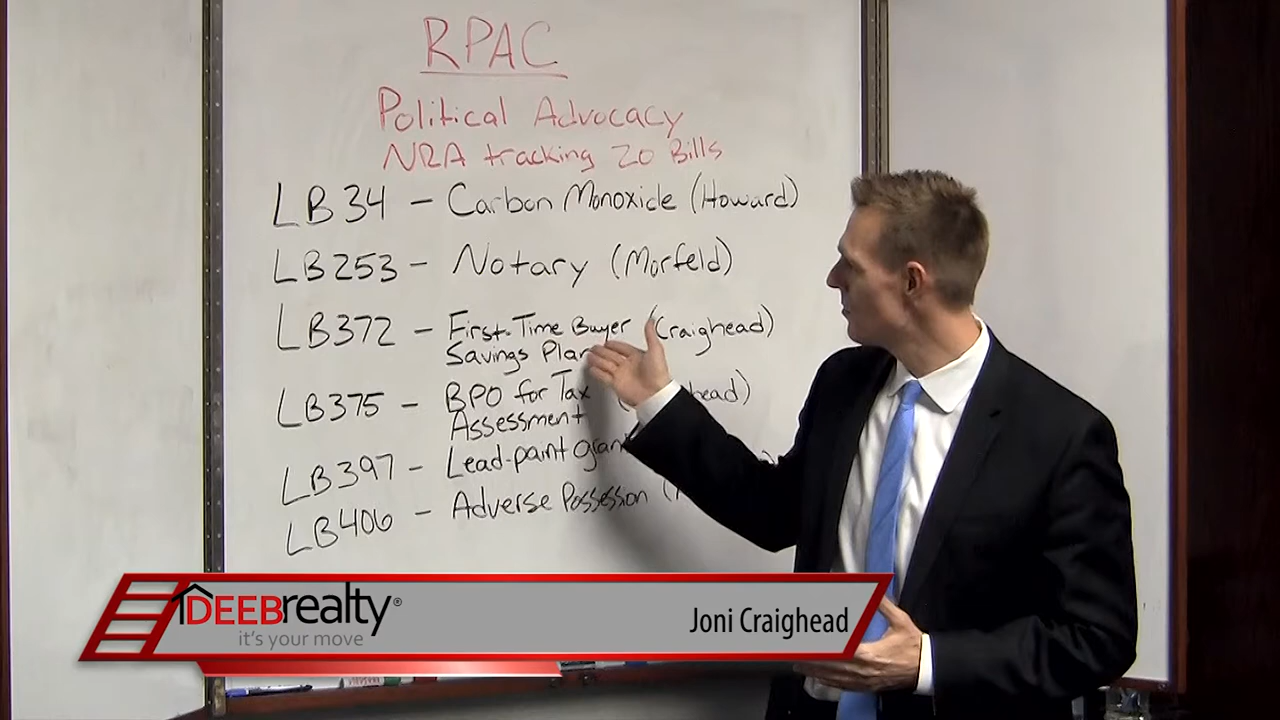 RPAC
Political Advocacy
NRA tracking 20 Bills
LB34 - Carbon Monoxide (Howard)
LB253 - Notary (Morfeld)
LB372 - First-Time Buyer (Craighead)
Savings Plan
LB375 - BPO for Tax
Assessment
LB397 - Lead-paint
LB406 - Adverse Possession
DEEBrealty®
it's your move
Joni Craighead